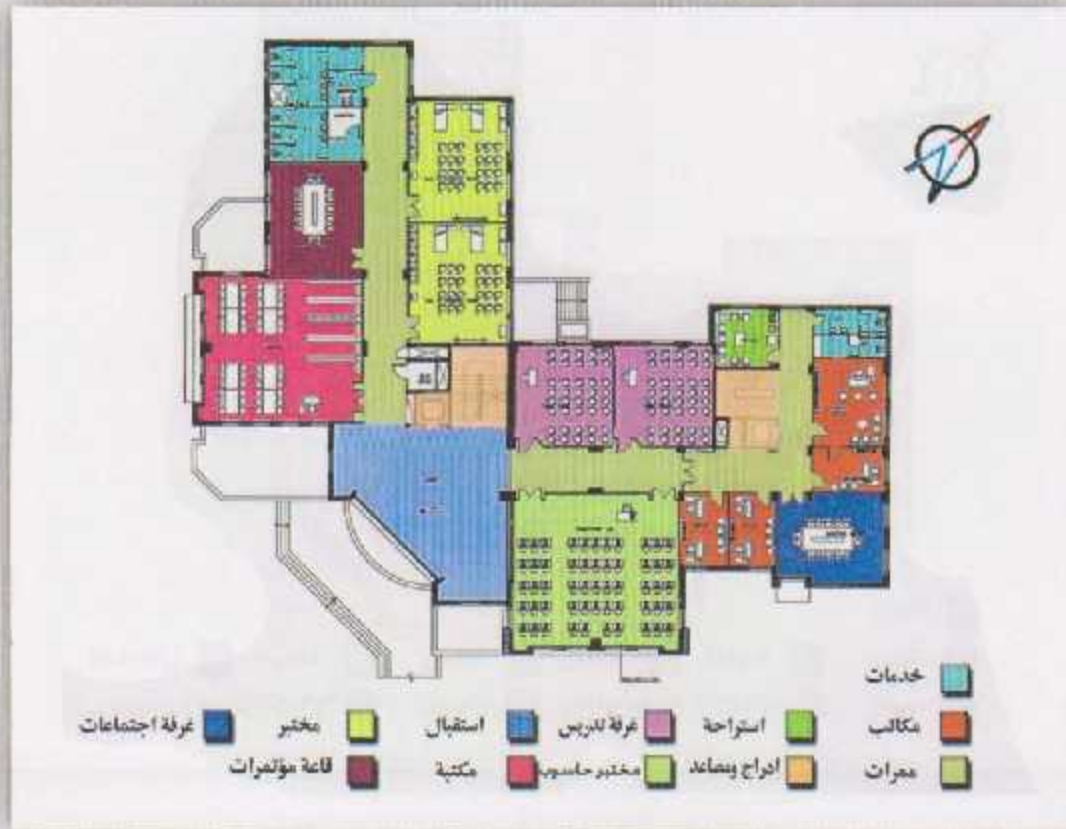 خدمات
مكاتب استراحة غرفة تدريس استقبال مختبر غرفة اجتماعات
ممرات ادراج ومصاعد مختبر حاسوب مكتبة قاعة مؤتمرات